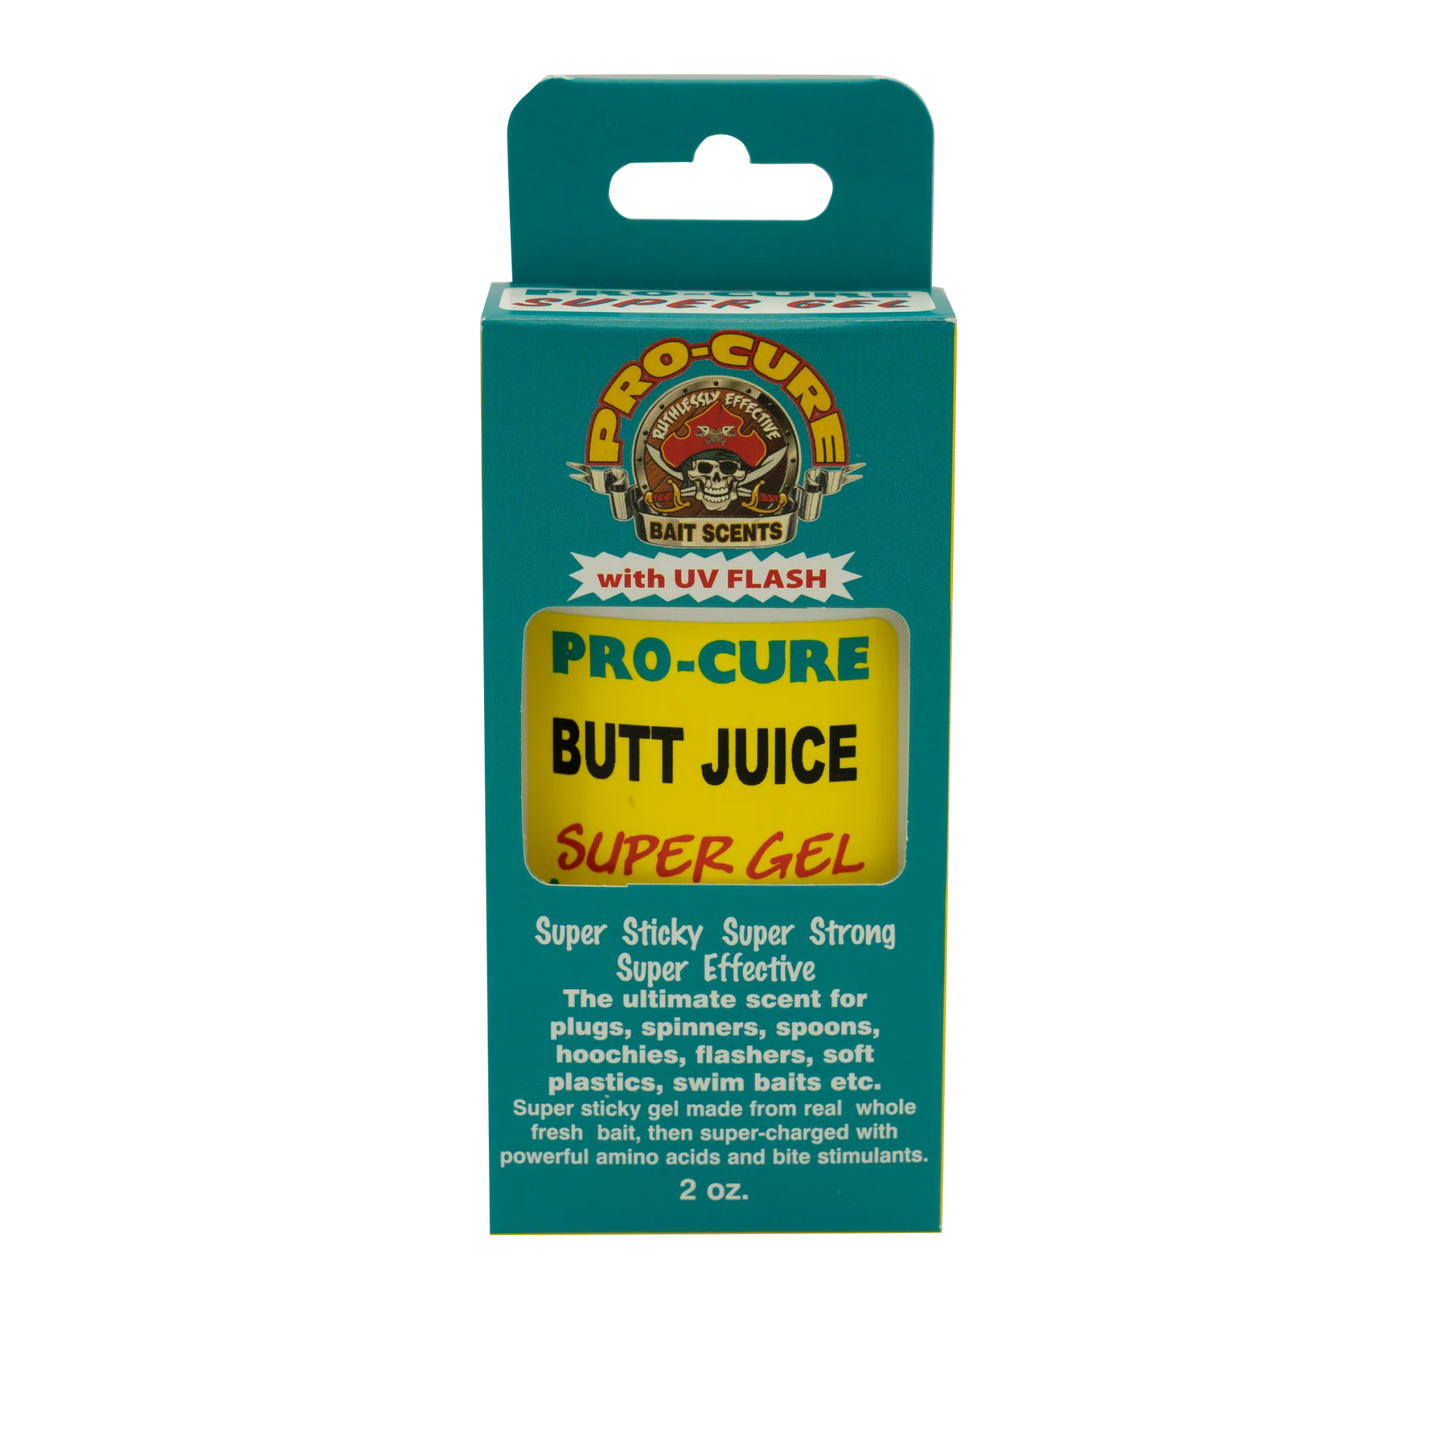 PRO-CURE
SUPER GEL
PRO-CURE
RUTHLESSLY EFFECTIVE
BAIT SCENTS
with UV FLASH
PRO-CURE
BUTT JUICE
SUPER GEL
Super Sticky Super Strong
Super Effective
The ultimate scent for
plugs, spinners, spoons,
hoochies, flashers, soft
plastics, swim baits etc.
Super sticky gel made from real whole
fresh bait, then super-charged with
powerful amino acids and bite stimulants.
2 oz.